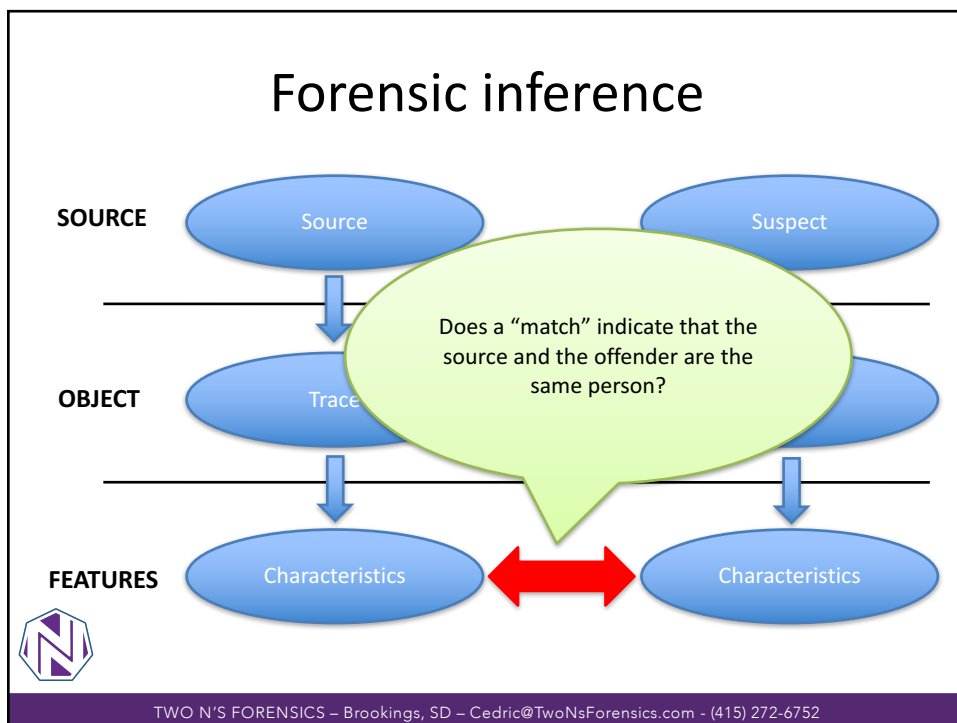 Forensic inference
SOURCE
Source
Suspect
Does a “match” indicate that the
source and the offender are the
same person?
OBJECT
Trace
FEATURES
Characteristics
Characteristics
N
TWO N'S FORENSICS – Brookings, SD – Cedric@TwoNsForensics.com - (415) 272-6752